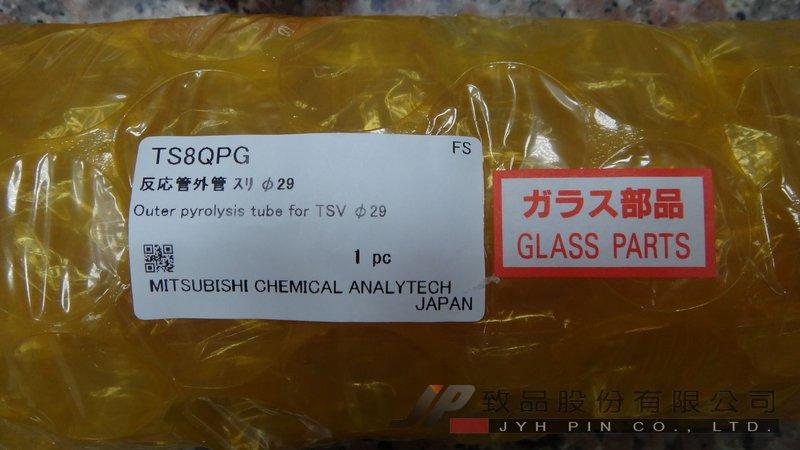 TS8QPG
FS
反応管外管 スリ φ29
Outer pyrolysis tube for TSV φ29
1 pc
MITSUBISHI CHEMICAL ANALYTECH
JAPAN
ガラス部品
GLASS PARTS
JP 致品股份有限公司
JYH PIN CO., LTD.